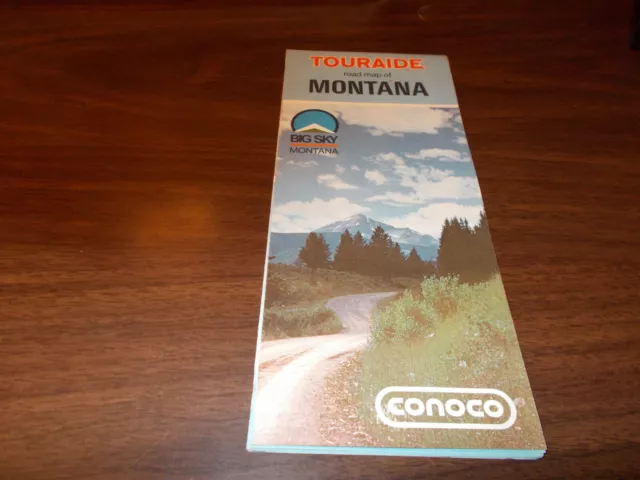 TOURAIDE
road map of
MONTANA
BIG SKY
MONTANA
CONOCO